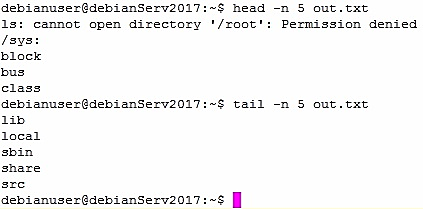 debianuser@debianServ2017:~$ head -n 5 out.txt
ls: cannot open directory '/root': Permission denied
/sys:
block
bus
class
debianuser@debianServ2017:~$ tail -n 5 out.txt
lib
local
sbin
share
src
debianuser@debianServ2017:~$